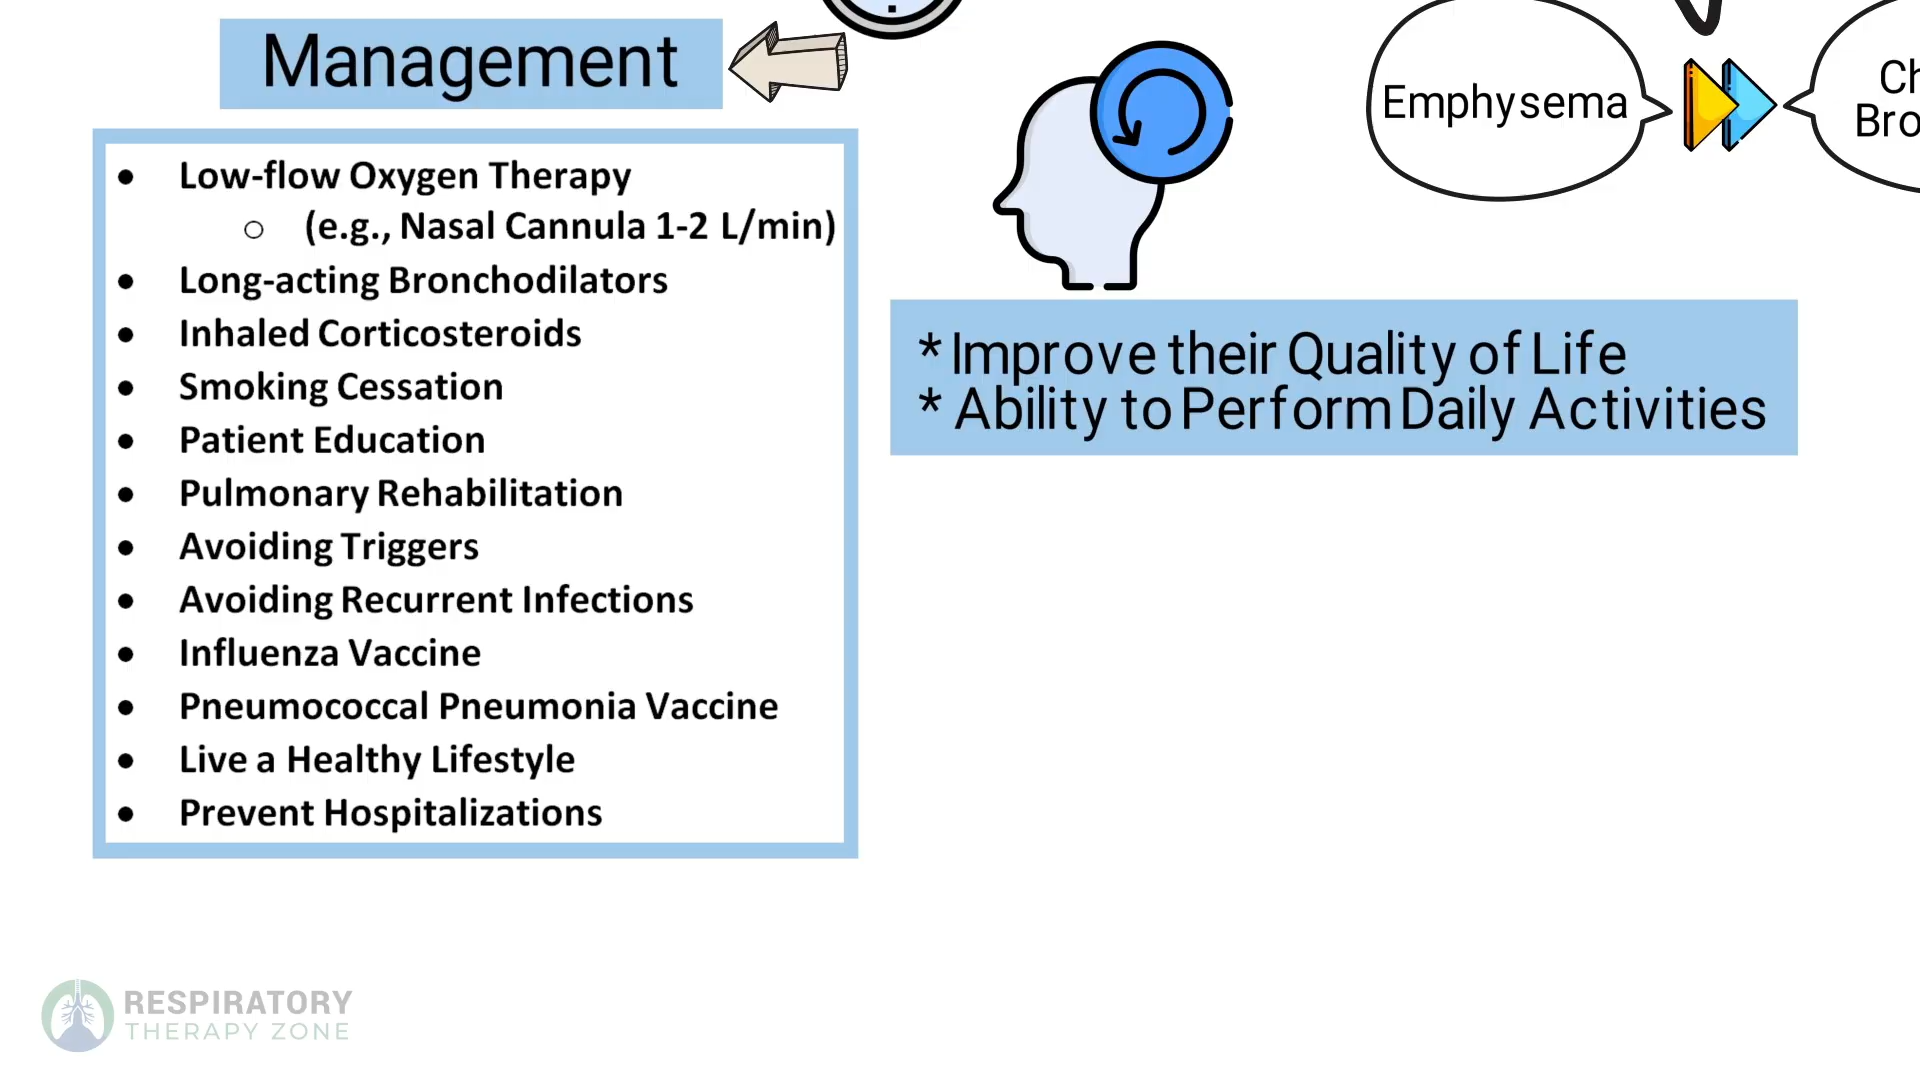 Management
Low-flow Oxygen Therapy
(e.g., Nasal Cannula 1-2 L/min)
Long-acting Bronchodilators
Inhaled Corticosteroids
Smoking Cessation
Patient Education
Pulmonary Rehabilitation
Avoiding Triggers
Avoiding Recurrent Infections
Influenza Vaccine
Pneumococcal Pneumonia Vaccine
Live a Healthy Lifestyle
Prevent Hospitalizations
Emphysema
* Improve their Quality of Life
* Ability to Perform Daily Activities
RESPIRATORY
THERAPY ZONE